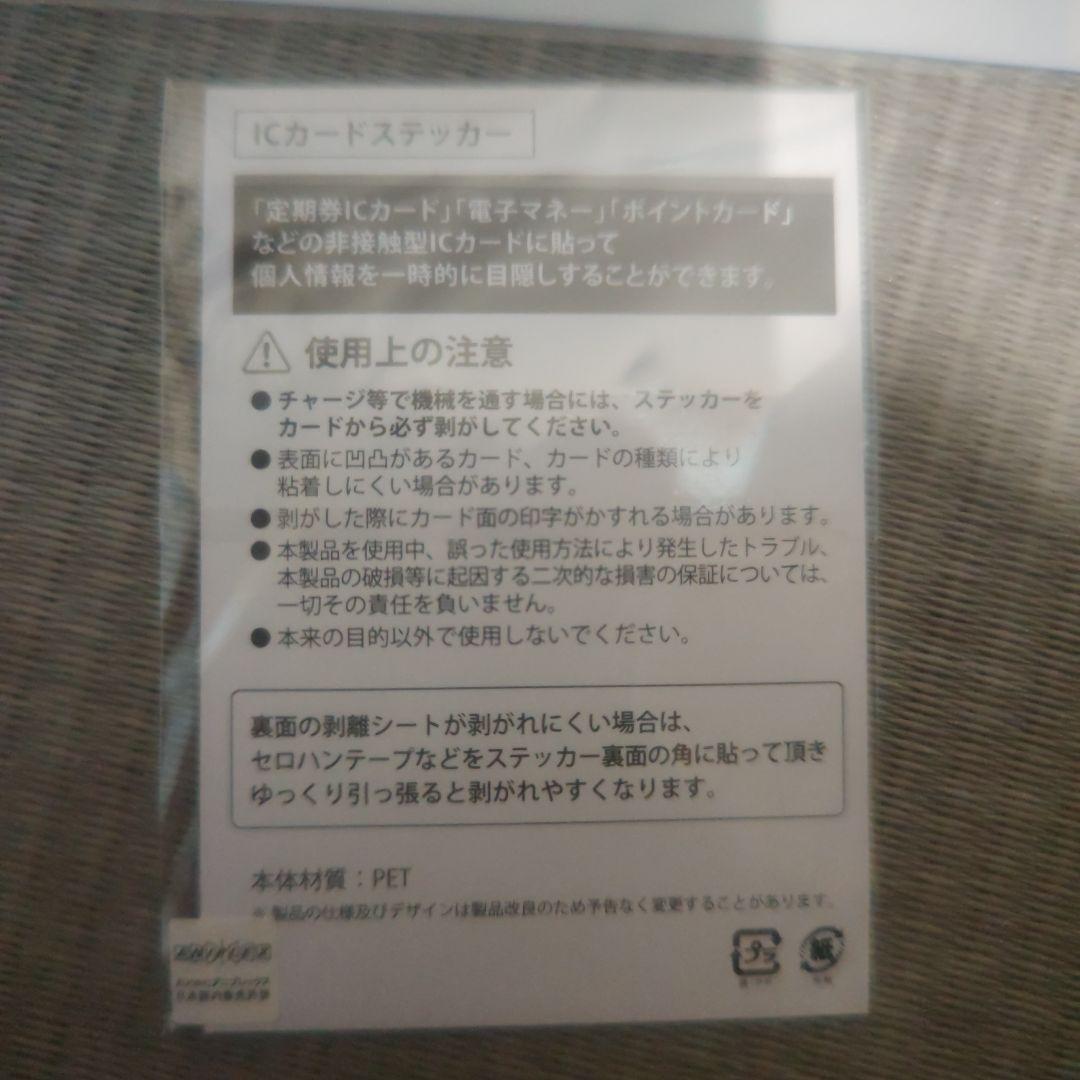 ICカードステッカー
「定期券ICカード」「電子マネー」「ポイントカード」
などの非接触型ICカードに貼って
個人情報を一時的に目隠しすることができます。
使用上の注意
● チャージ等で機械を通す場合には、ステッカーを
カードから必ず剥がしてください。
● 表面に凹凸があるカード、カードの種類により
粘着しにくい場合があります。
● 剥がした際にカード面の印字がかすれる場合があります。
● 本製品を使用中、誤った使用方法により発生したトラブル、
本製品の破損等に起因する二次的な損害の保証については、
一切その責任を負いません。
● 本来の目的以外で使用しないでください。
裏面の剥離シートが剥がれにくい場合は、
セロハンテープなどをステッカー裏面の角に貼って頂き
ゆっくり引っ張ると剥がれやすくなります。
本体材質：PET
※ 製品の仕様及びデザインは製品改良のため予告なく変更することがあります。
プラ
紙
日本国内販売許諾